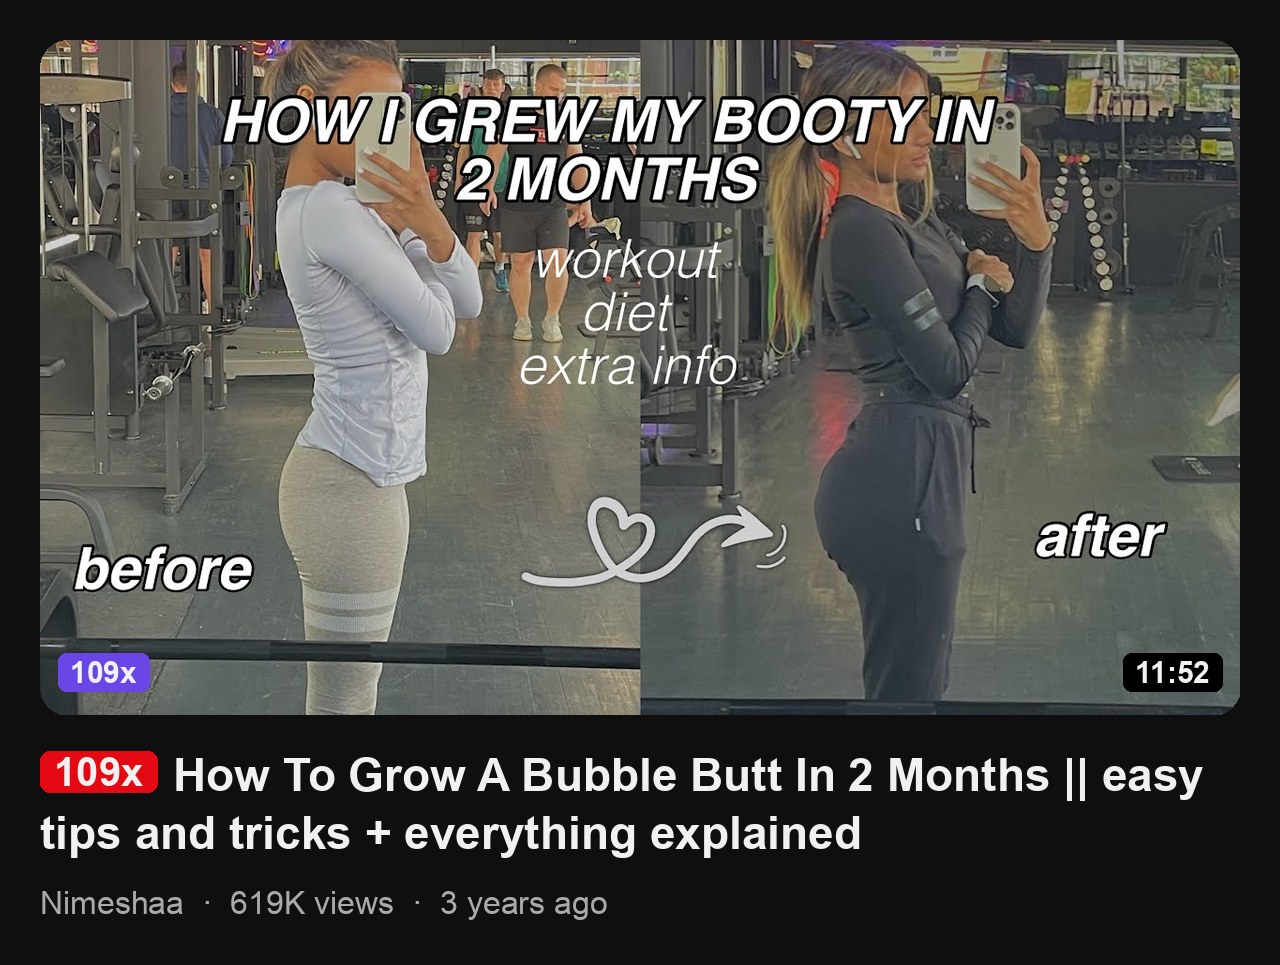 HOW I GREW MY BOOTY IN
2 MONTHS
workout
diet
extra info
before
after
109x
11:52
109x How To Grow A Bubble Butt In 2 Months || easy
tips and tricks + everything explained
Nimeshaa · 619K views · 3 years ago